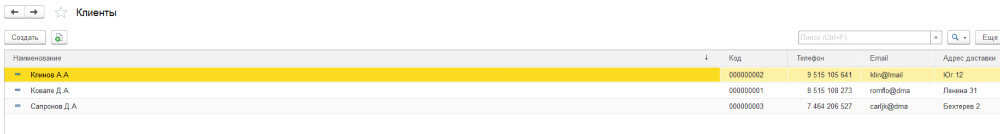 Клиенты
Создать Поиск (Ctrl+F) × Еще
Наименование ↓ Код Телефон Email Адрес доставки
Клинов А.А 000000002 9 515 105 641 klin@lmail Юг 12
Ковале Д.А. 000000001 8 515 108 273 romflo@dma Ленина 31
Сапронов Д.А 000000003 7 464 206 527 carljk@dma Бехтерев 2